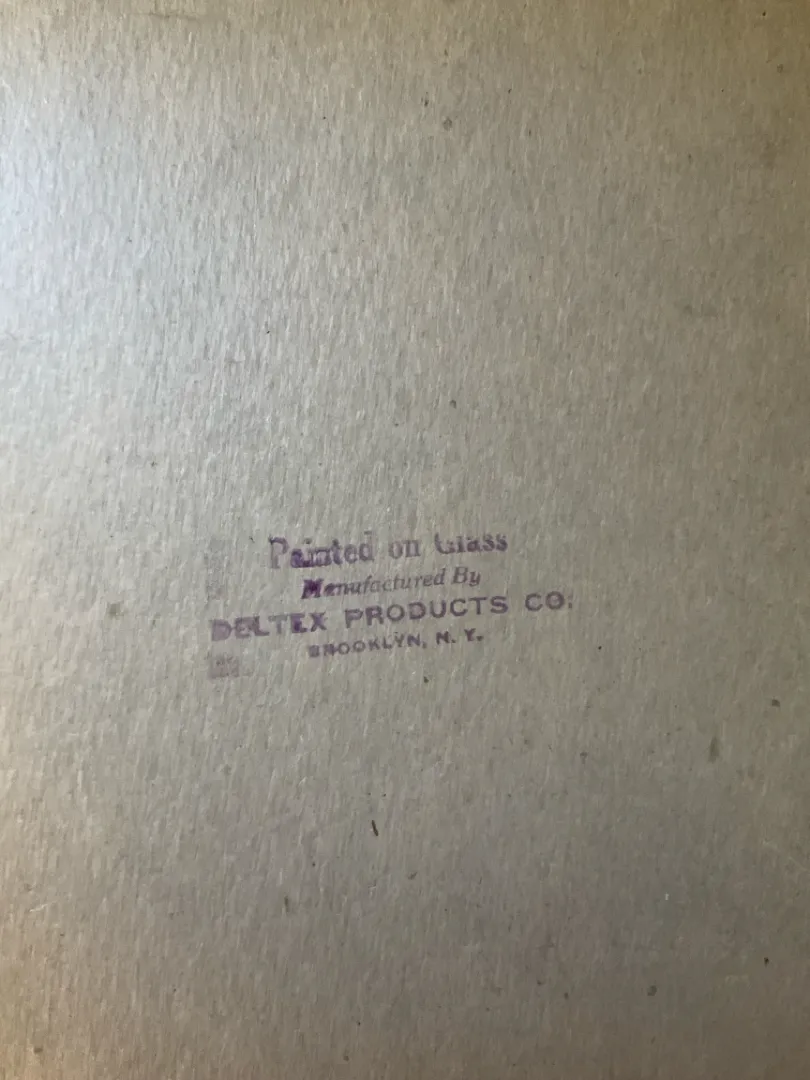 Painted on Glass
Manufactured By
DELTEX PRODUCTS CO.
BROOKLYN, N. Y.